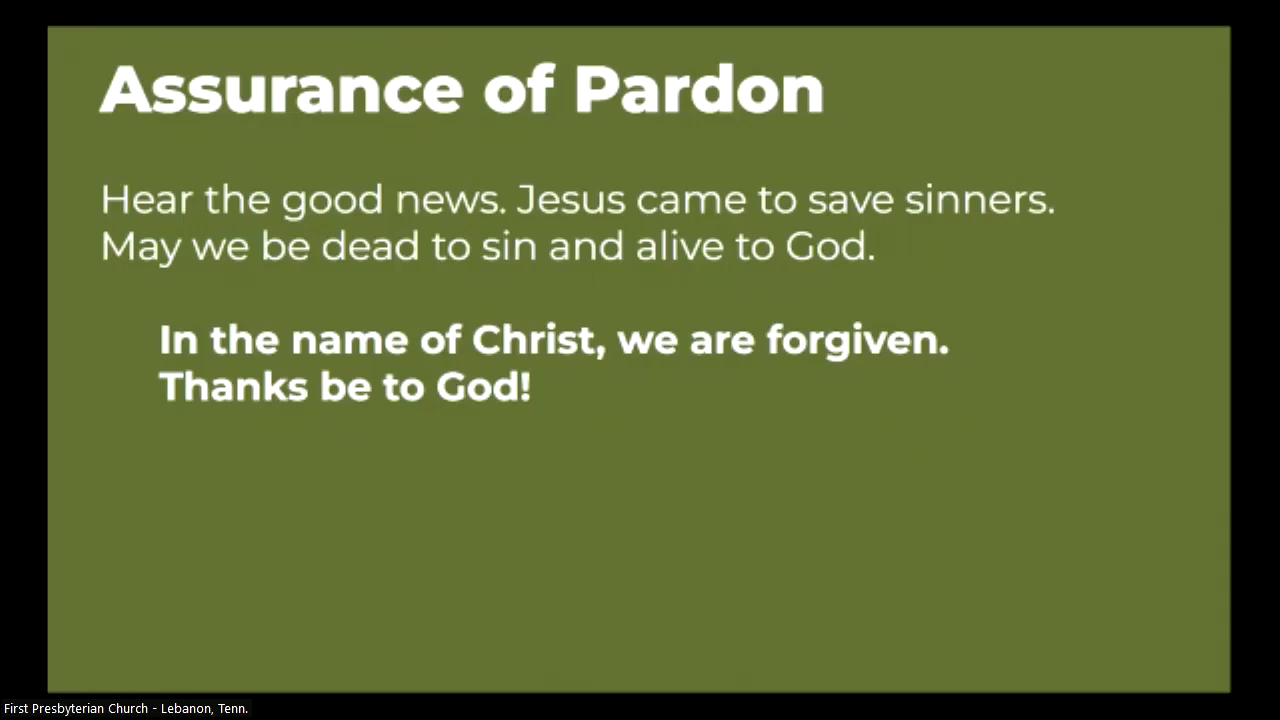 Assurance of Pardon
Hear the good news. Jesus came to save sinners.
May we be dead to sin and alive to God.
In the name of Christ, we are forgiven.
Thanks be to God!
First Presbyterian Church - Lebanon, Tenn.